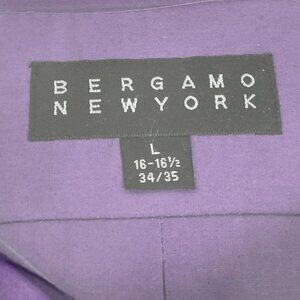 BERGAMO
NEWYORK
L
16-16½
34/35